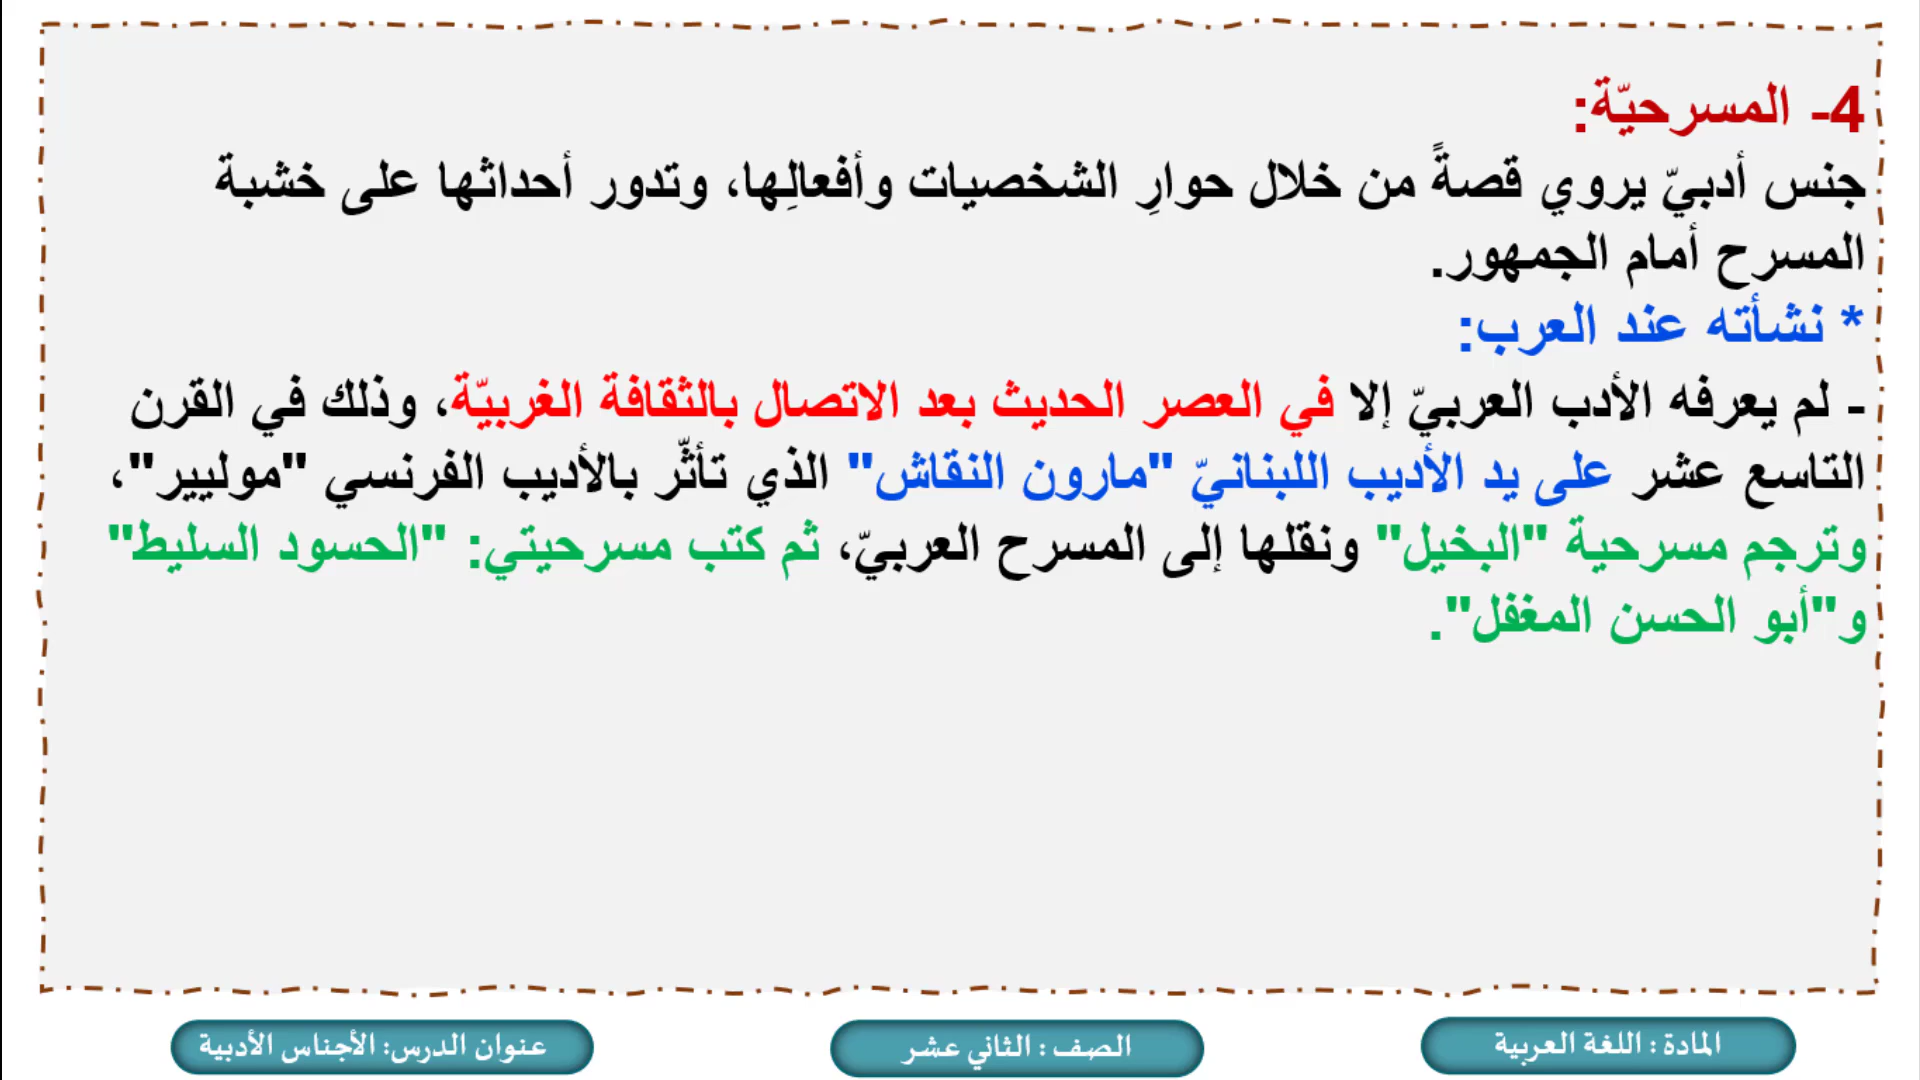 4- المسرحيّة:
جنس أدبيّ يروي قصةً من خلال حوارِ الشخصيات وأفعالِها، وتدور أحداثها على خشبة
المسرح أمام الجمهور.
* نشأته عند العرب:
- لم يعرفه الأدب العربيّ إلا في العصر الحديث بعد الاتصال بالثقافة الغربيّة، وذلك في القرن
التاسع عشر على يد الأديب اللبنانيّ "مارون النقاش" الذي تأثّر بالأديب الفرنسي "موليير"،
وترجم مسرحية "البخيل" ونقلها إلى المسرح العربيّ، ثم كتب مسرحيتي: "الحسود السليط"
و"أبو الحسن المغفل".
المادة : اللغة العربية
الصف : الثاني عشر
عنوان الدرس: الأجناس الأدبية